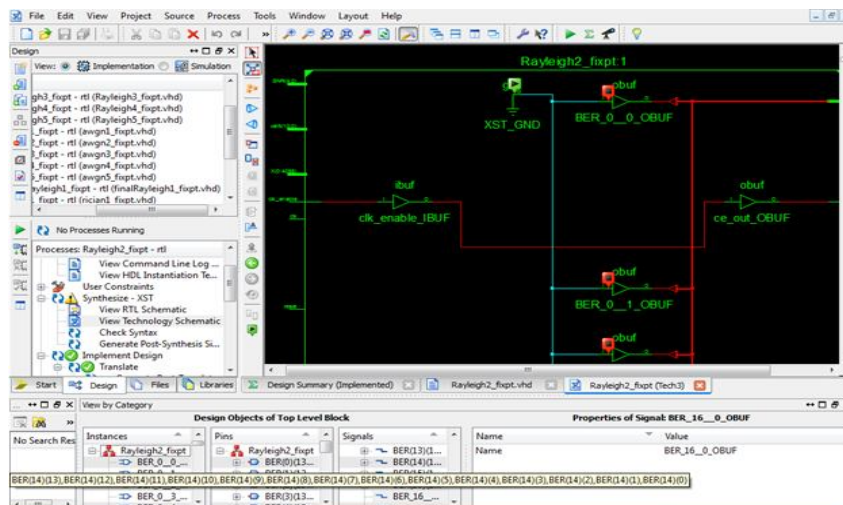 File Edit View Project Source Process Tools Window Layout Help
Design
View: Implementation Simulation
gh3_fixpt - rtl (Rayleigh3_fixpt.vhd)
gh4_fixpt - rtl (Rayleigh4_fixpt.vhd)
gh5_fixpt - rtl (Rayleigh5_fixpt.vhd)
_fixpt - rtl (awgn1_fixpt.vhd)
_fixpt - rtl (awgn2_fixpt.vhd)
_fixpt - rtl (awgn3_fixpt.vhd)
_fixpt - rtl (awgn4_fixpt.vhd)
_fixpt - rtl (awgn5_fixpt.vhd)
ayleigh1_fixpt - rtl (finalRayleigh1_fixpt.vhd)
1_fixpt - rtl (rician1_fixpt.vhd)
No Processes Running
Processes: Rayleigh2_fixpt - rtl
View Command Line Log ...
View HDL Instantiation Te...
User Constraints
Synthesize - XST
View RTL Schematic
View Technology Schematic
Check Syntax
Generate Post-Synthesis Si...
Implement Design
Translate
Rayleigh2_fixpt:1
obuf
XST_GND
BER_0__0_OBUF
ibuf
clk_enable_IBUF
obuf
ce_out_OBUF
obuf
BER_0__1_OBUF
obuf
Start Design Files Libraries Design Summary (Implemented) Rayleigh2_fixpt.vhd Rayleigh2_fixpt (Tech3)
View by Category
Design Objects of Top Level Block Properties of Signal: BER_16__0_OBUF
No Search Res
Instances Pins Signals Name Value
Rayleigh2_fixpt Rayleigh2_fixpt BER(13)(1... Name BER_16__0_OBUF
BER_0__0_... BER(0)(13... BER(14)(1...
BER(14)(13),BER(14)(12),BER(14)(11),BER(14)(10),BER(14)(9),BER(14)(8),BER(14)(7),BER(14)(6),BER(14)(5),BER(14)(4),BER(14)(3),BER(14)(2),BER(14)(1),BER(14)(0)
BER_0__3_... BER(3)(13... BER_16__...